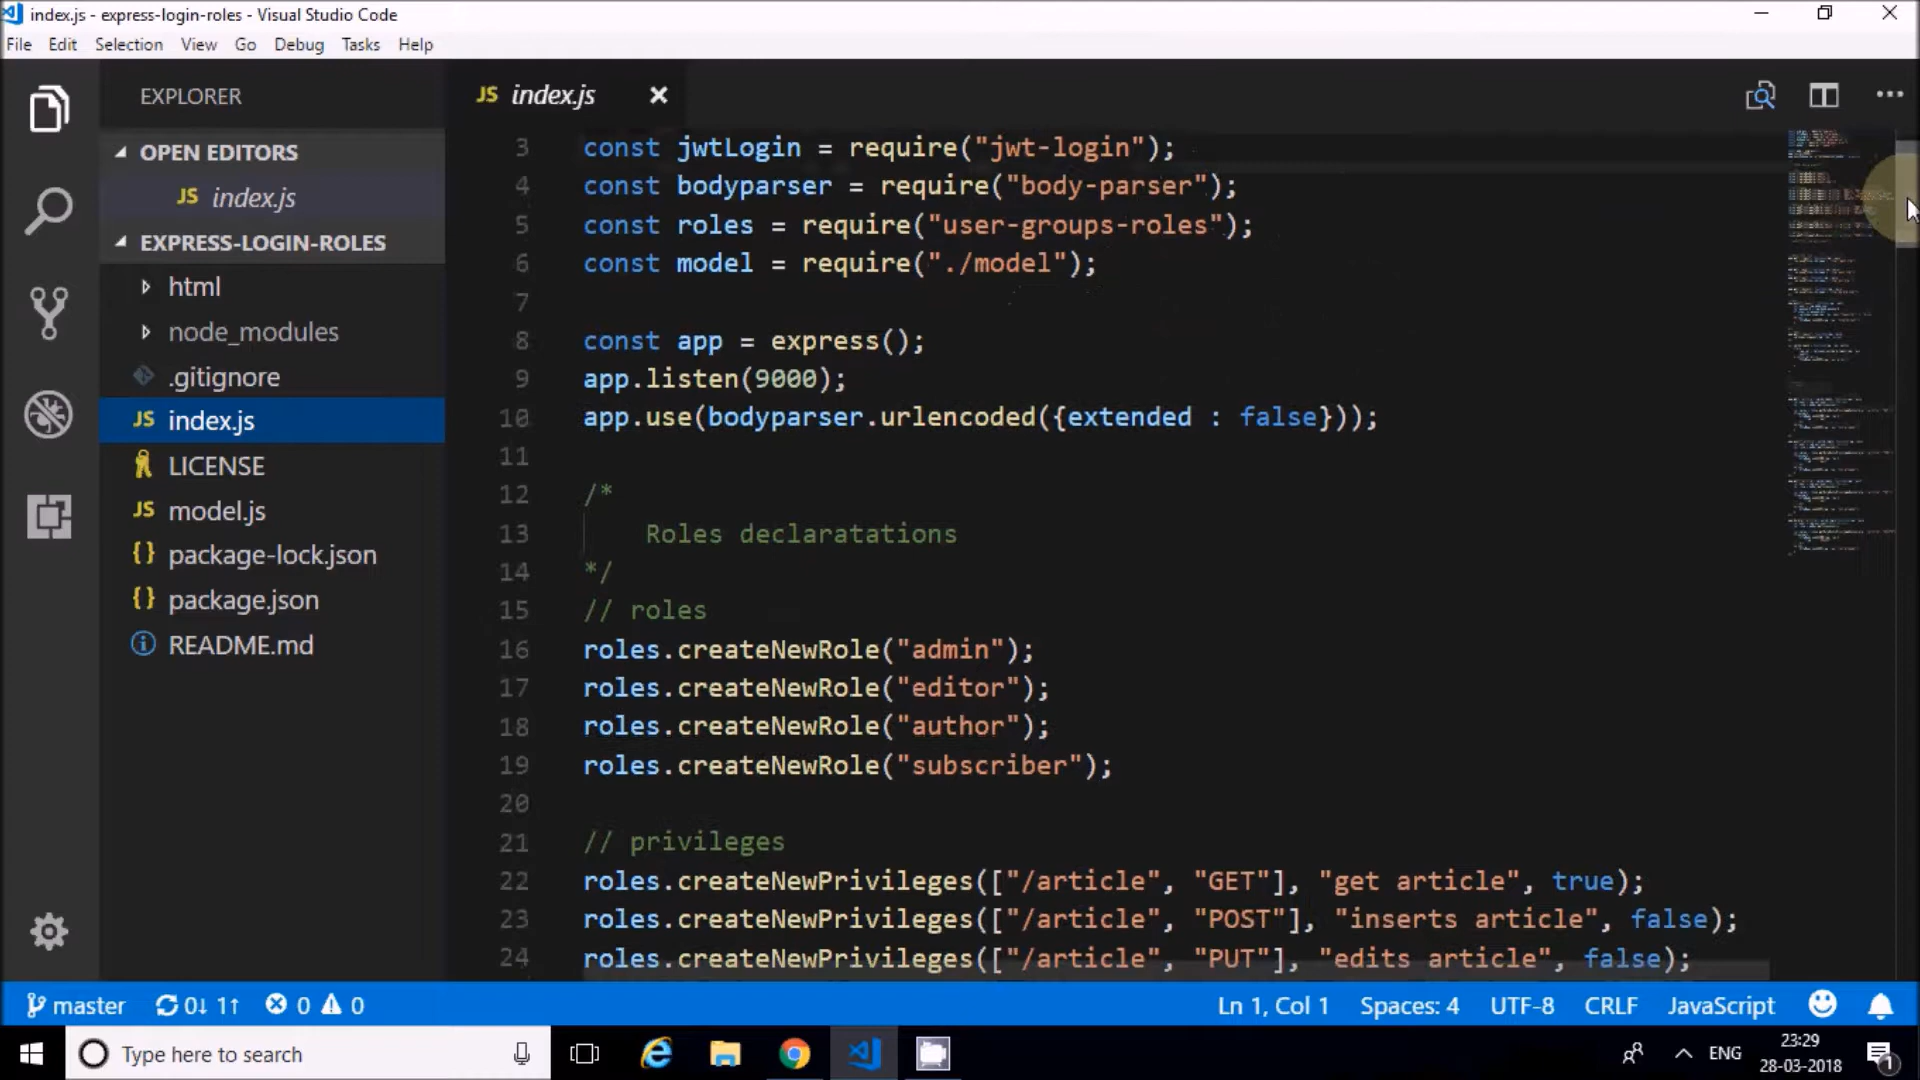 index.js - express-login-roles - Visual Studio Code
File Edit Selection View Go Debug Tasks Help
EXPLORER
OPEN EDITORS
JS index.js
EXPRESS-LOGIN-ROLES
html
node_modules
.gitignore
JS index.js
LICENSE
JS model.js
{} package-lock.json
{} package.json
README.md
JS index.js
3 const jwtLogin = require("jwt-login");
4 const bodyparser = require("body-parser");
5 const roles = require("user-groups-roles");
6 const model = require("./model");
7
8 const app = express();
9 app.listen(9000);
10 app.use(bodyparser.urlencoded({extended : false}));
11
12 /*
13 Roles declaratations
14 */
15 // roles
16 roles.createNewRole("admin");
17 roles.createNewRole("editor");
18 roles.createNewRole("author");
19 roles.createNewRole("subscriber");
20
21 // privileges
22 roles.createNewPrivileges(["/article", "GET"], "get article", true);
23 roles.createNewPrivileges(["/article", "POST"], "inserts article", false);
24 roles.createNewPrivileges(["/article", "PUT"], "edits article", false);
master 0↓ 1↑ 0 0
Ln 1, Col 1 Spaces: 4 UTF-8 CRLF JavaScript
Type here to search
ENG
23:29
28-03-2018
1